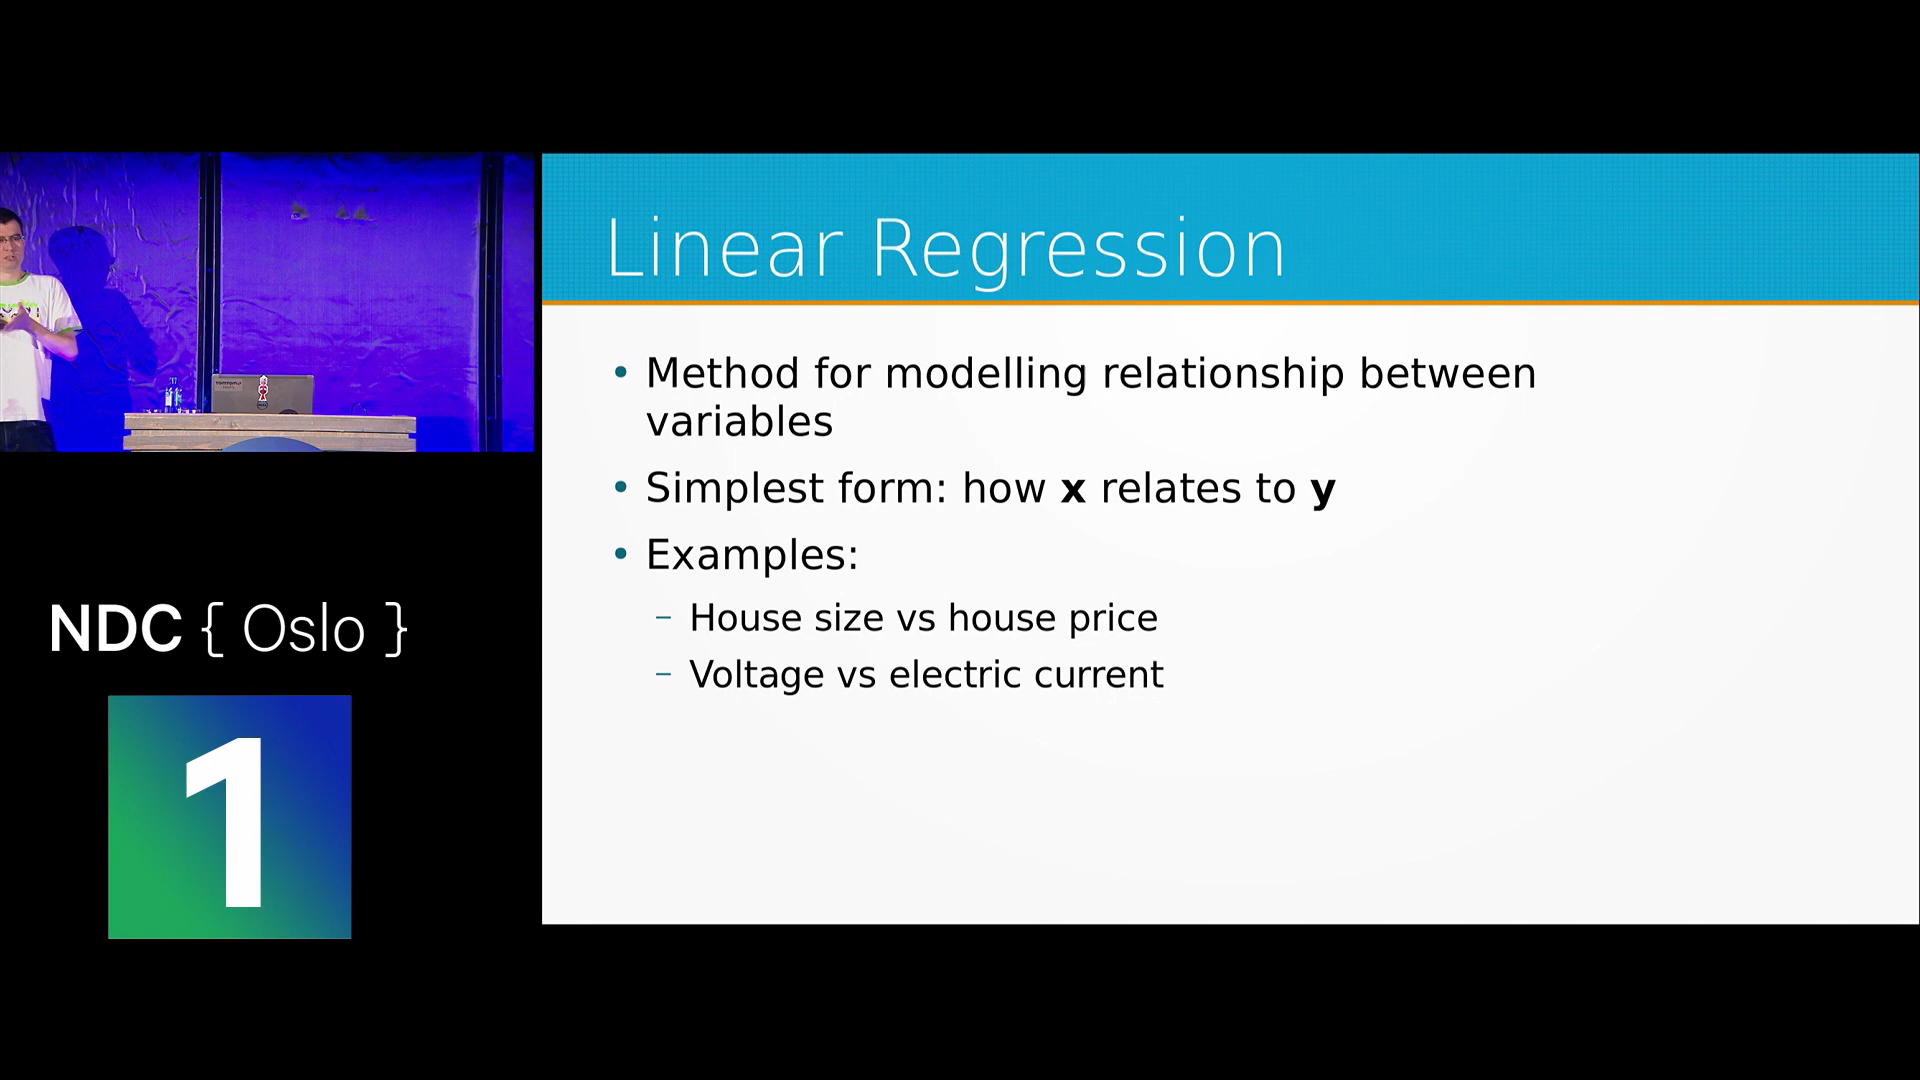 Linear Regression
• Method for modelling relationship between
variables
• Simplest form: how x relates to y
• Examples:
– House size vs house price
– Voltage vs electric current
NDC { Oslo }
1